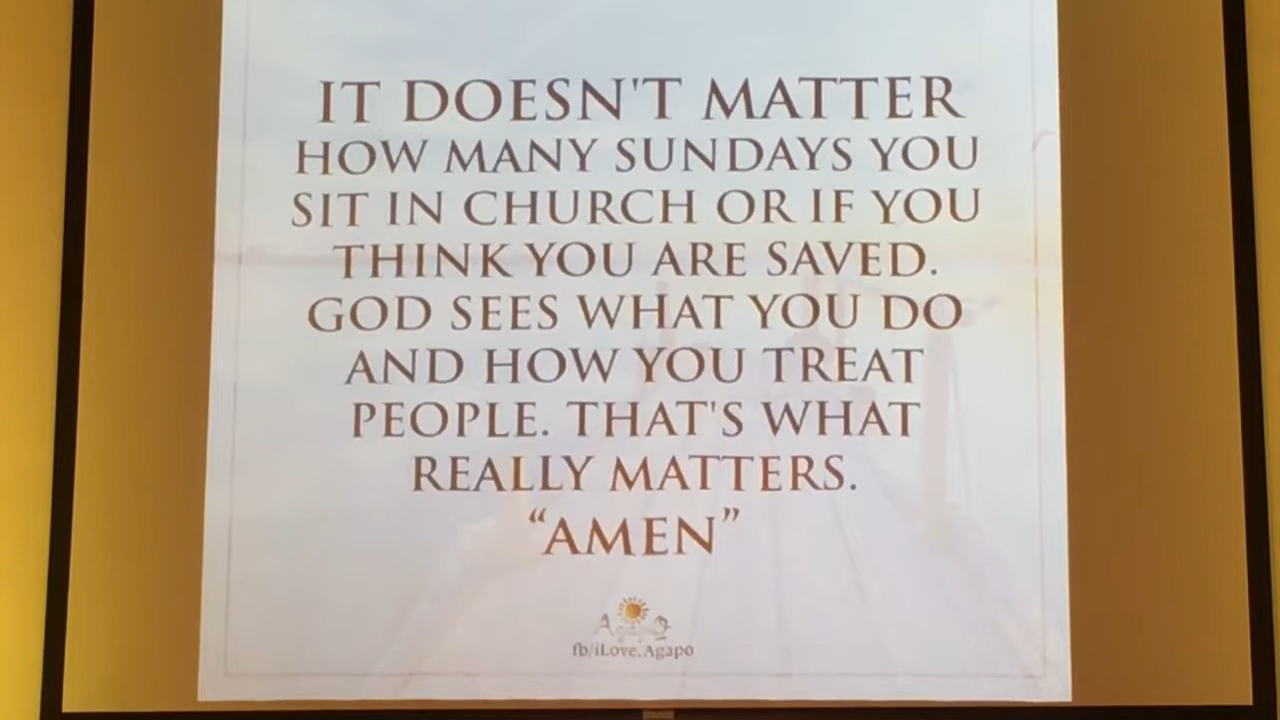 IT DOESN'T MATTER
HOW MANY SUNDAYS YOU
SIT IN CHURCH OR IF YOU
THINK YOU ARE SAVED.
GOD SEES WHAT YOU DO
AND HOW YOU TREAT
PEOPLE. THAT'S WHAT
REALLY MATTERS.
“AMEN”
Agapo
fb/iLove.Agapo